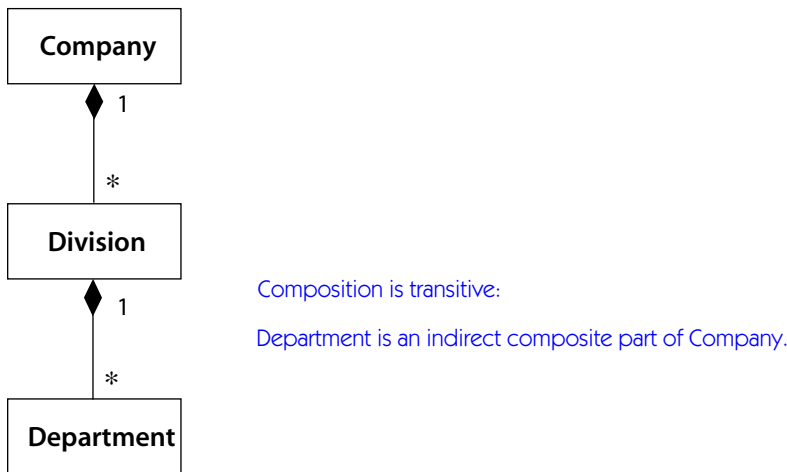 Company
1
*
Division
1
Composition is transitive:
Department is an indirect composite part of Company.
*
Department